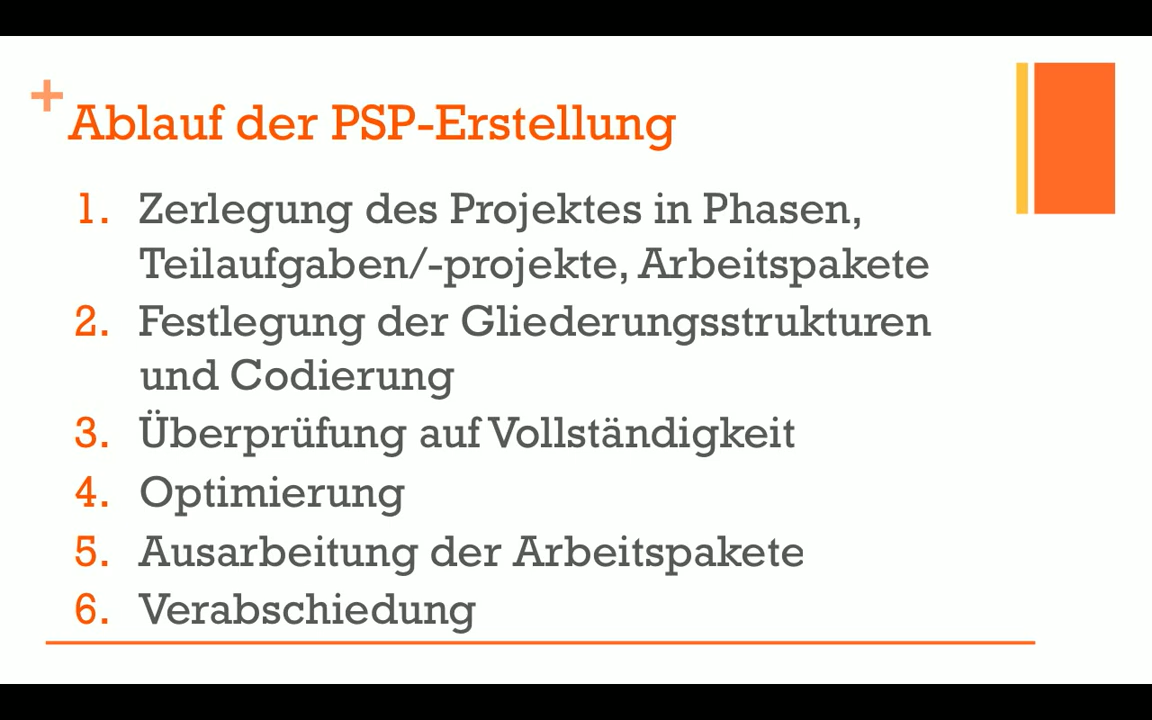 +
Ablauf der PSP-Erstellung
1. Zerlegung des Projektes in Phasen,
Teilaufgaben/-projekte, Arbeitspakete
2. Festlegung der Gliederungsstrukturen
und Codierung
3. Überprüfung auf Vollständigkeit
4. Optimierung
5. Ausarbeitung der Arbeitspakete
6. Verabschiedung